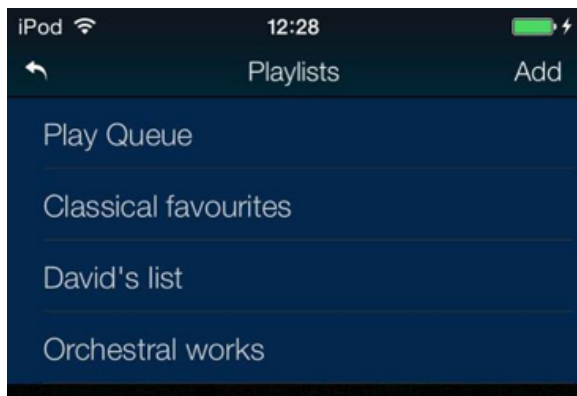 iPod 12:28
Playlists Add
Play Queue
Classical favourites
David's list
Orchestral works